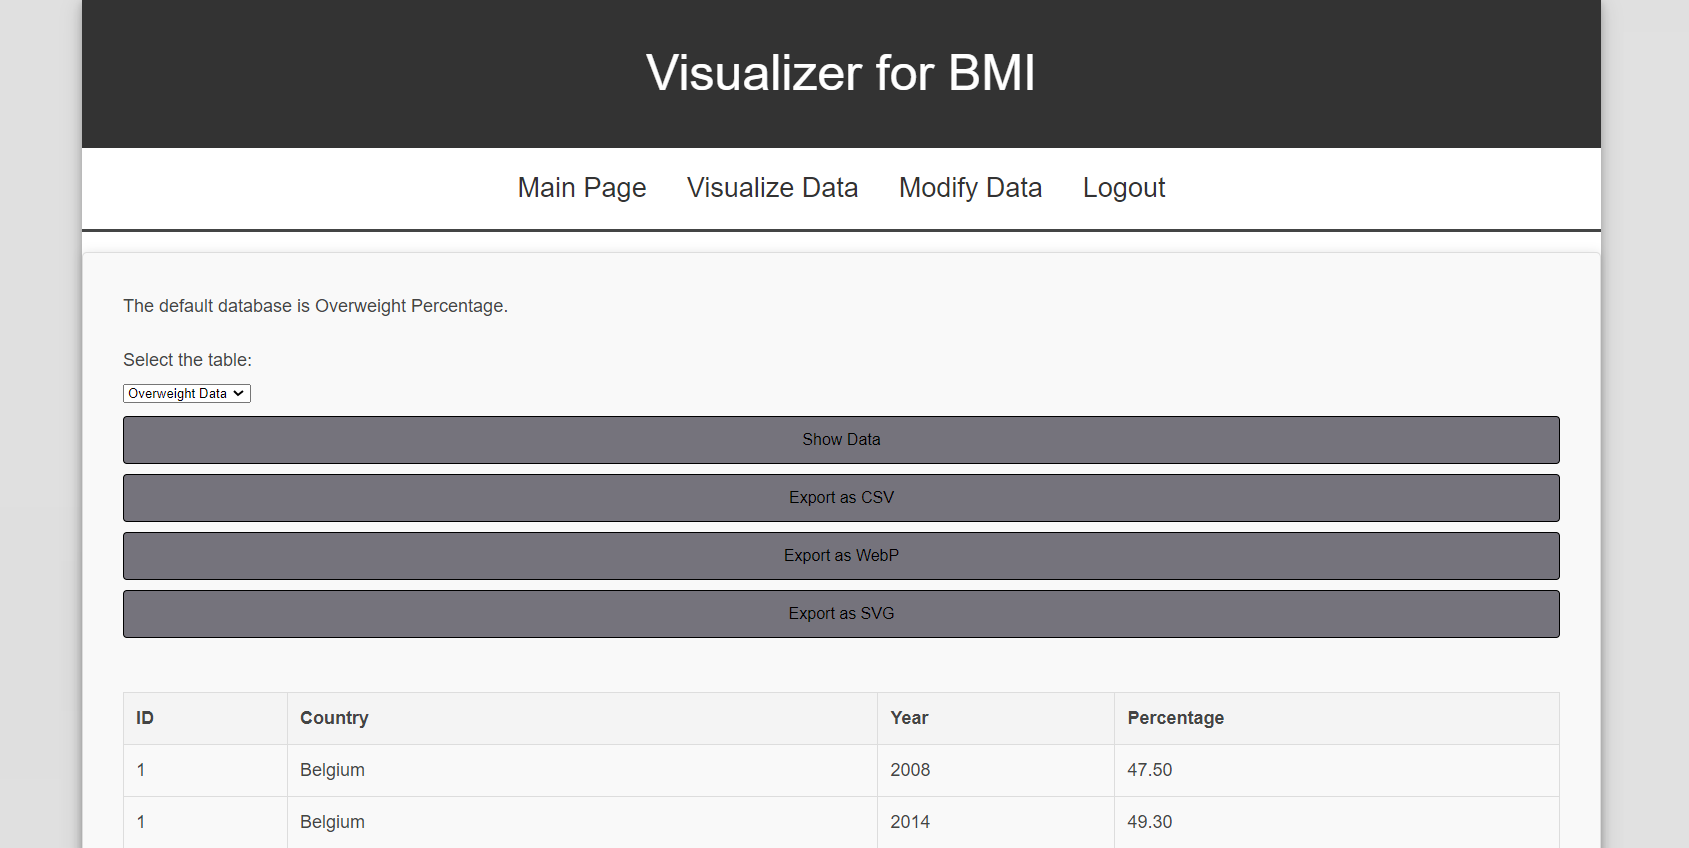 Visualizer for BMI
Main Page Visualize Data Modify Data Logout
The default database is Overweight Percentage.
Select the table:
Overweight Data
Show Data
Export as CSV
Export as WebP
Export as SVG
ID Country Year Percentage
1 Belgium 2008 47.50
1 Belgium 2014 49.30